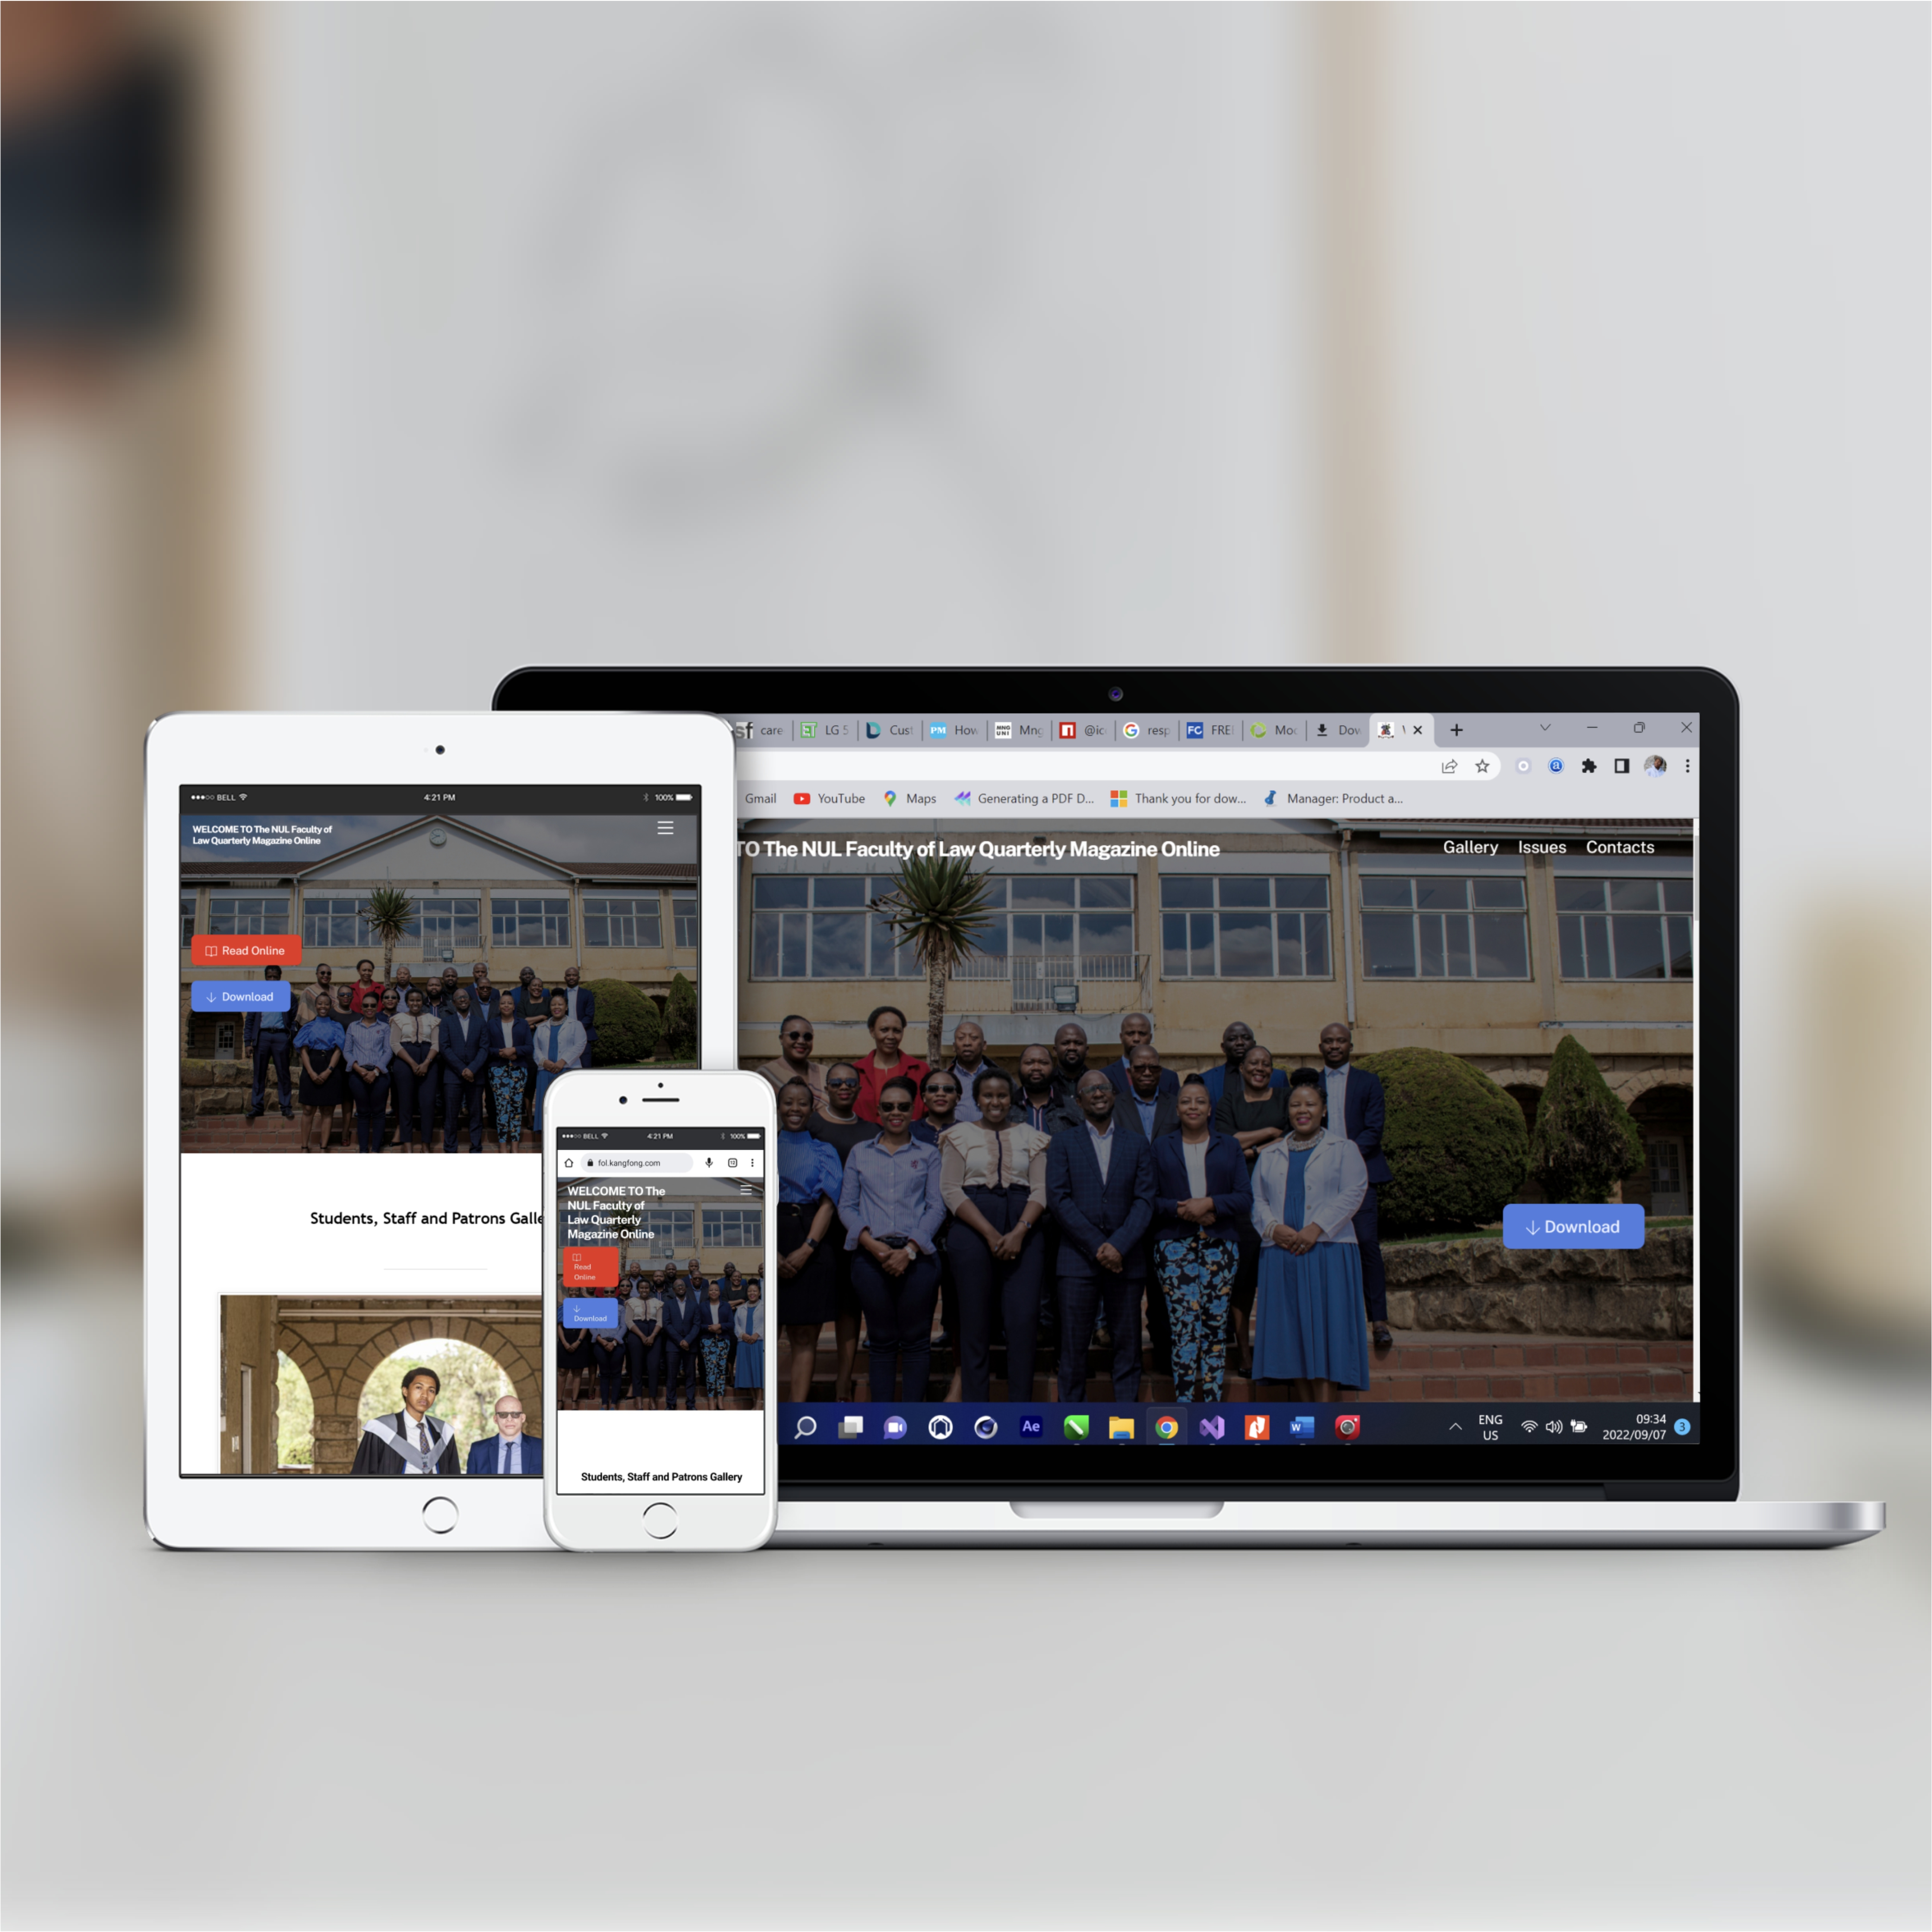 care
LG 5
Cust
How
Mng
@ic
resp
FREI
Moc
Dow
Gmail
YouTube
Maps
Generating a PDF D...
Thank you for dow...
Manager: Product a...
TO The NUL Faculty of Law Quarterly Magazine Online
Gallery
Issues
Contacts
Download
Ae
ENG
US
09:34
2022/09/07
3
BELL
4:21 PM
100%
WELCOME TO The NUL Faculty of
Law Quarterly Magazine Online
Read Online
Download
Students, Staff and Patrons Galle
BELL
4:21 PM
100%
fol.kangfong.com
WELCOME TO The
NUL Faculty of
Law Quarterly
Magazine Online
Read
Online
Download
Students, Staff and Patrons Gallery